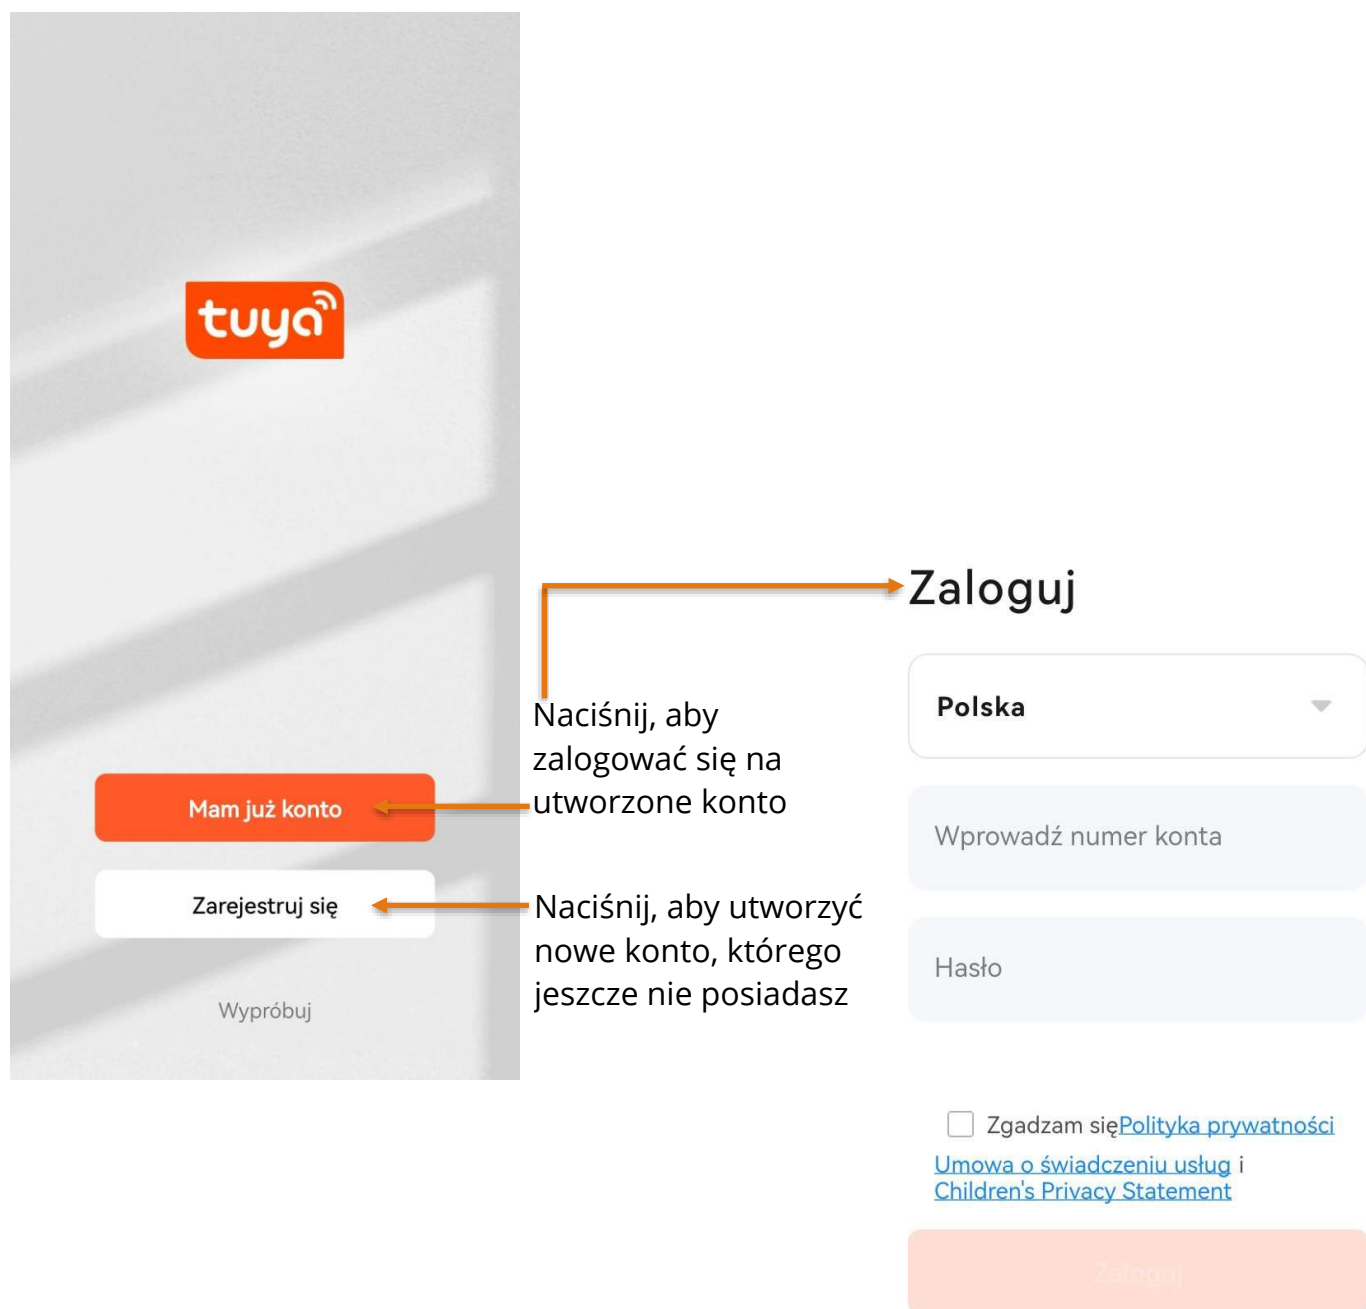 tuya
Mam już konto
Zarejestruj się
Wypróbuj
Naciśnij, aby
zalogować się na
utworzone konto
Naciśnij, aby utworzyć
nowe konto, którego
jeszcze nie posiadasz
Zaloguj
Polska
Wprowadź numer konta
Hasło
Zgadzam sięPolityka prywatności
Umowa o świadczeniu usług i
Children's Privacy Statement
Zaloguj